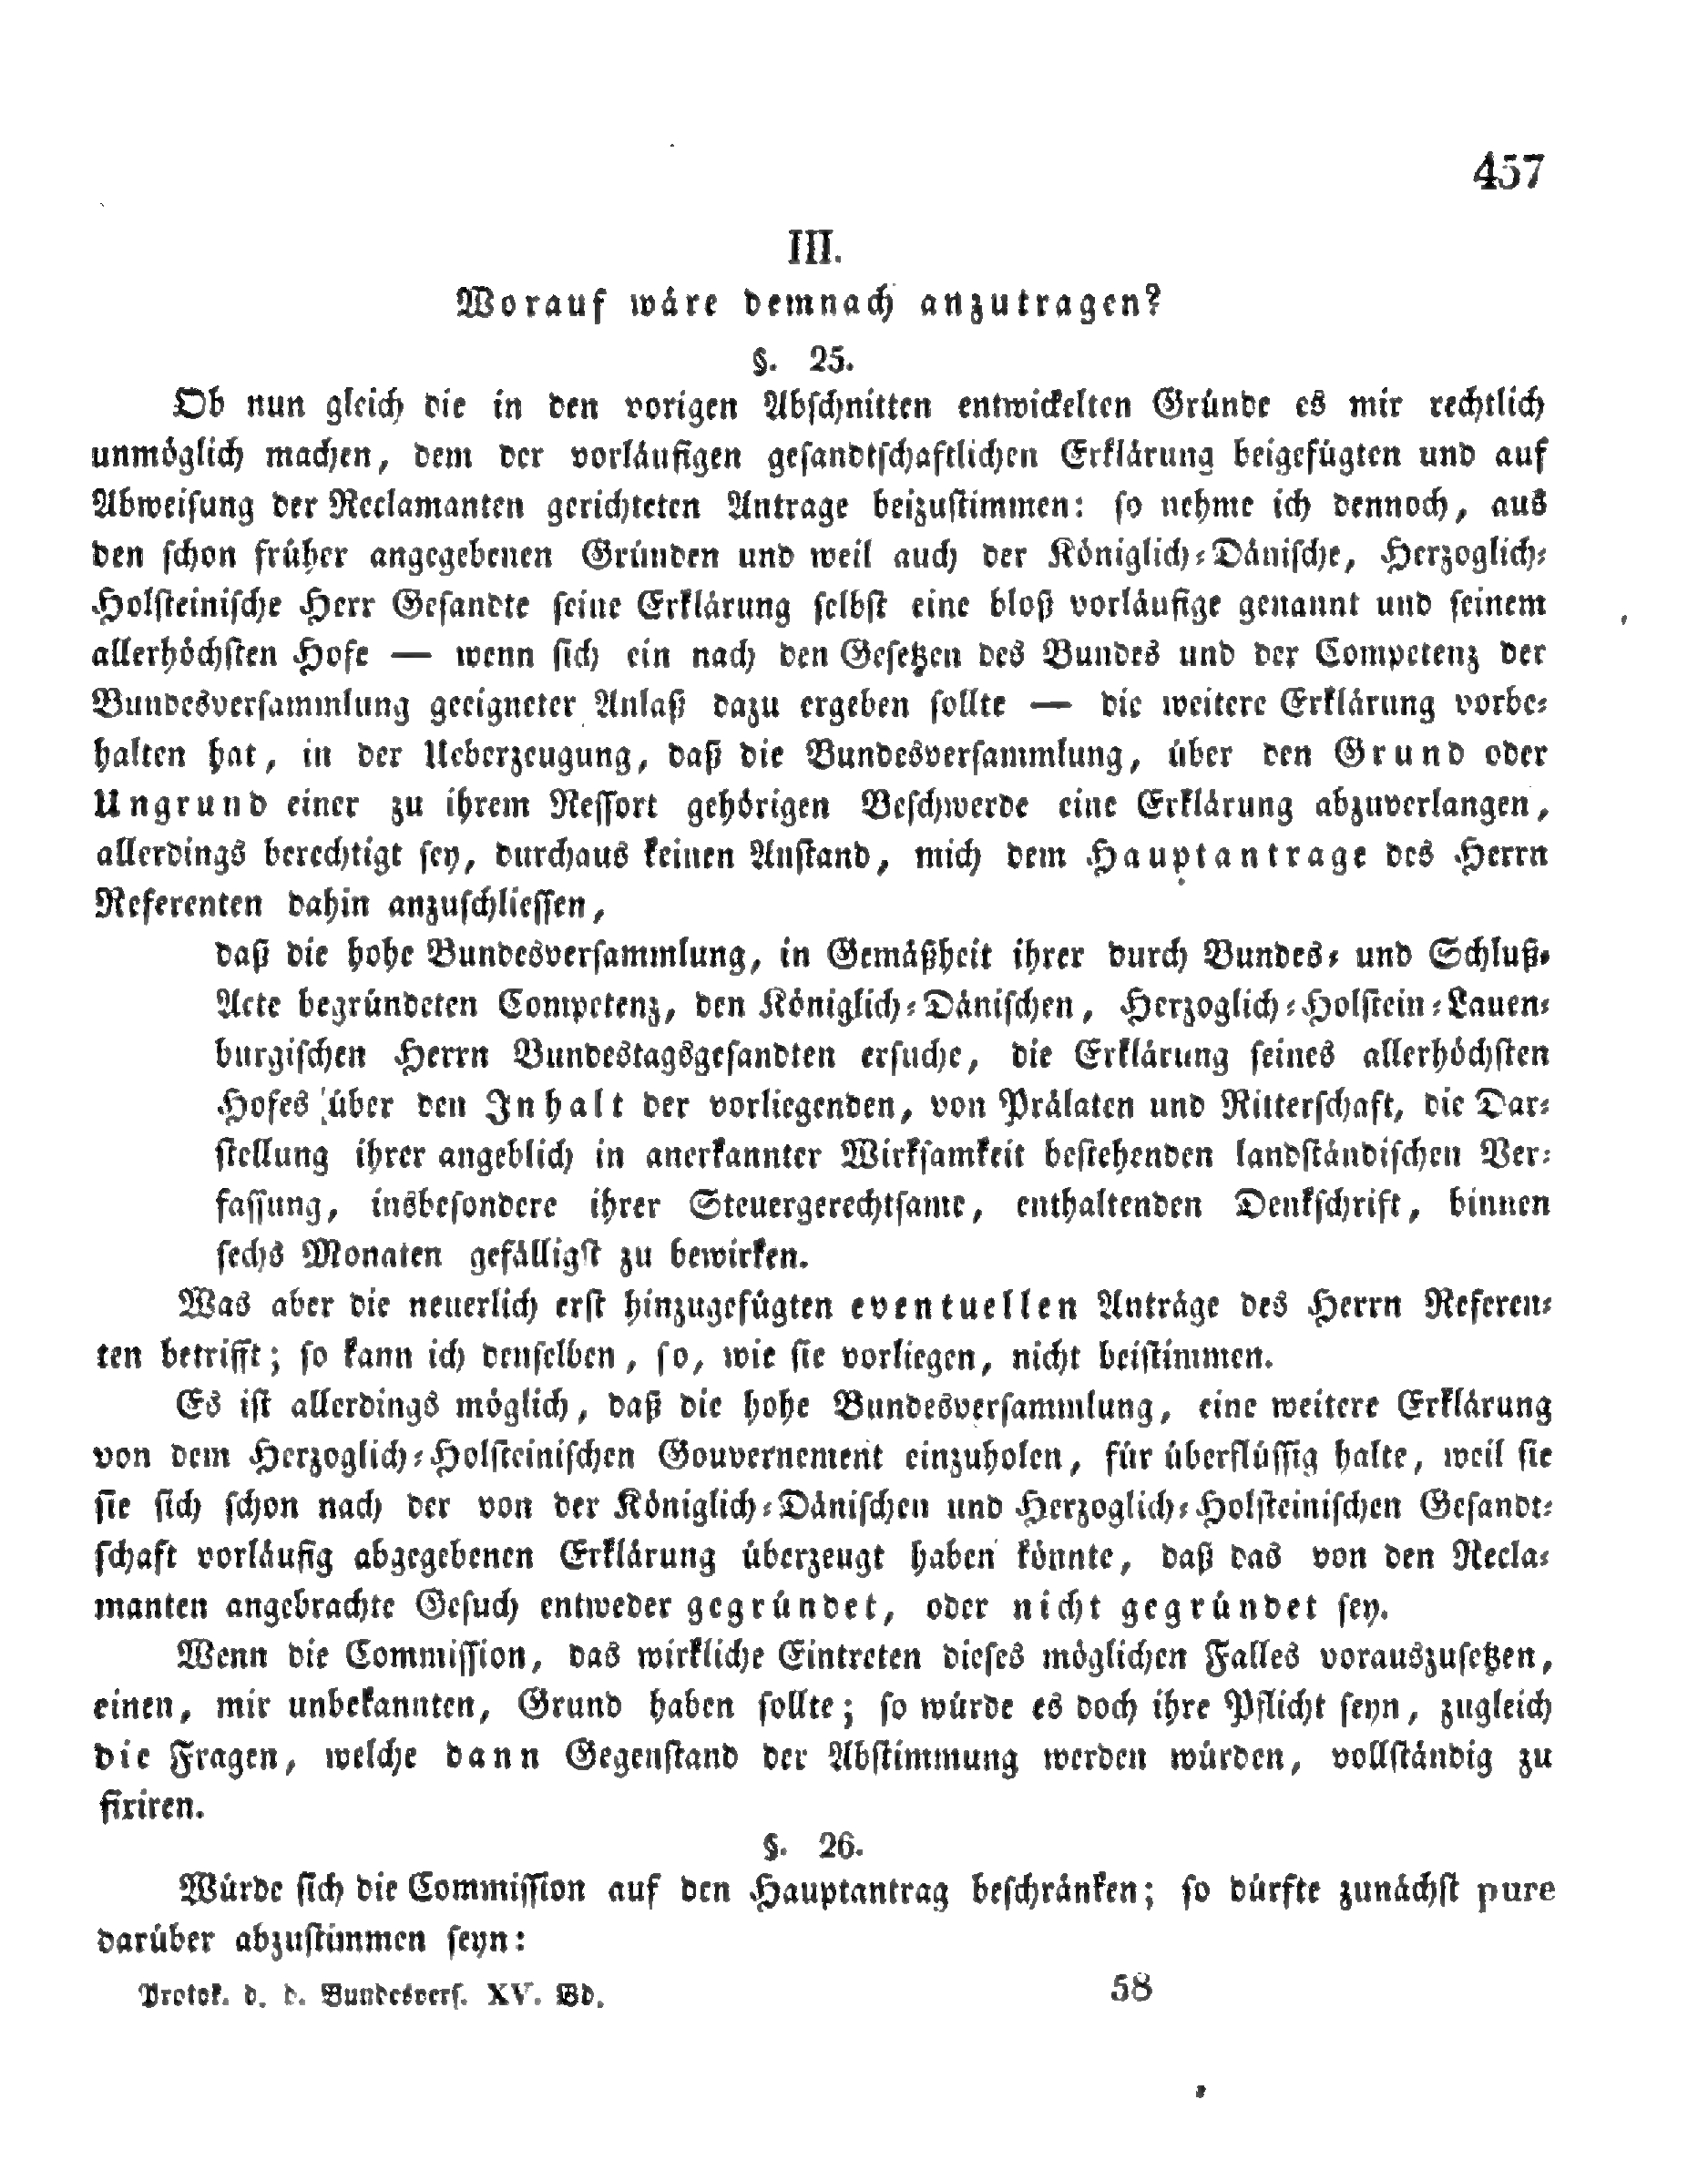 457
III.
Worauf wäre demnach anzutragen?
§. 25.
Ob nun gleich die in den vorigen Abschnitten entwickelten Gründe es mir rechtlich
unmöglich machen, dem der vorläufigen gesandtschaftlichen Erklärung beigefügten und auf
Abweisung der Reclamanten gerichteten Antrage beizustimmen: so nehme ich dennoch, aus
den schon früher angegebenen Gründen und weil auch der Königlich-Dänische, Herzoglich-
Holsteinische Herr Gesandte seine Erklärung selbst eine bloß vorläufige genannt und seinem
allerhöchsten Hofe — wenn sich ein nach den Gesetzen des Bundes und der Competenz der
Bundesversammlung geeigneter Anlaß dazu ergeben sollte — die weitere Erklärung vorbe-
halten hat, in der Ueberzeugung, daß die Bundesversammlung, über den Grund oder
Ungrund einer zu ihrem Ressort gehörigen Beschwerde eine Erklärung abzuverlangen,
allerdings berechtigt sey, durchaus keinen Anstand, mich dem Hauptantrage des Herrn
Referenten dahin anzuschliessen,
daß die hohe Bundesversammlung, in Gemäßheit ihrer durch Bundes- und Schluß-
Acte begründeten Competenz, den Königlich-Dänischen, Herzoglich-Holstein-Lauen-
burgischen Herrn Bundestagsgesandten ersuche, die Erklärung seines allerhöchsten
Hofes über den Inhalt der vorliegenden, von Prälaten und Ritterschaft, die Dar-
stellung ihrer angeblich in anerkannter Wirksamkeit bestehenden landständischen Ver-
fassung, insbesondere ihrer Steuergerechtsame, enthaltenden Denkschrift, binnen
sechs Monaten gefälligst zu bewirken.
Was aber die neuerlich erst hinzugefügten eventuellen Anträge des Herrn Referen-
ten betrifft; so kann ich denselben, so, wie sie vorliegen, nicht beistimmen.
Es ist allerdings möglich, daß die hohe Bundesversammlung, eine weitere Erklärung
von dem Herzoglich-Holsteinischen Gouvernement einzuholen, für überflüssig halte, weil sie
sie sich schon nach der von der Königlich-Dänischen und Herzoglich-Holsteinischen Gesandt-
schaft vorläufig abgegebenen Erklärung überzeugt haben könnte, daß das von den Recla-
manten angebrachte Gesuch entweder gegründet, oder nicht gegründet sey.
Wenn die Commission, das wirkliche Eintreten dieses möglichen Falles vorauszusetzen,
einen, mir unbekannten, Grund haben sollte; so würde es doch ihre Pflicht seyn, zugleich
die Fragen, welche dann Gegenstand der Abstimmung werden würden, vollständig zu
fixiren.
§. 26.
Würde sich die Commission auf den Hauptantrag beschränken; so dürfte zunächst pure
darüber abzustimmen seyn:
Protok. d. d. Bundesvers. XV. Bd. 58